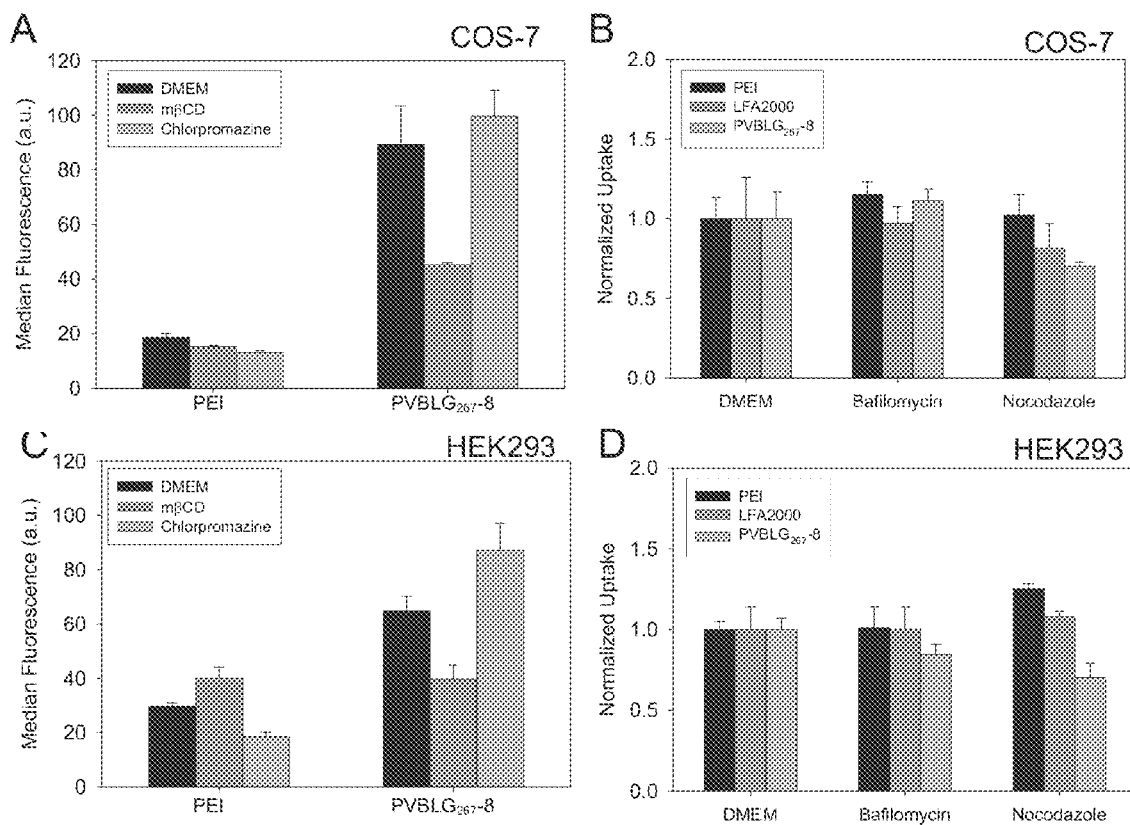 A
COS-7
120
100
80
60
40
20
0
Median Fluorescence (a.u.)
DMEM
mβCD
Chlorpromazine
PEI
PVBLG₂₆₇-8
B
COS-7
2.0
1.5
1.0
0.5
0.0
Normalized Uptake
PEI
LFA2000
PVBLG₂₆₇-8
DMEM
Bafilomycin
Nocodazole
C
HEK293
120
100
80
60
40
20
0
Median Fluorescence (a.u.)
DMEM
mβCD
Chlorpromazine
PEI
PVBLG₂₆₇-8
D
HEK293
2.0
1.5
1.0
0.5
0.0
Normalized Uptake
PEI
LFA2000
PVBLG₂₆₇-8
DMEM
Bafilomycin
Nocodazole